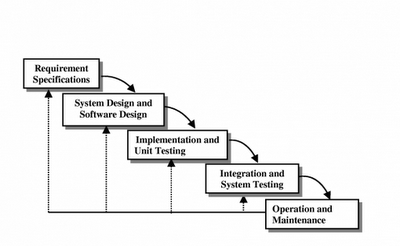 Requirement
Specifications
System Design and
Software Design
Implementation and
Unit Testing
Integration and
System Testing
Operation and
Maintenance